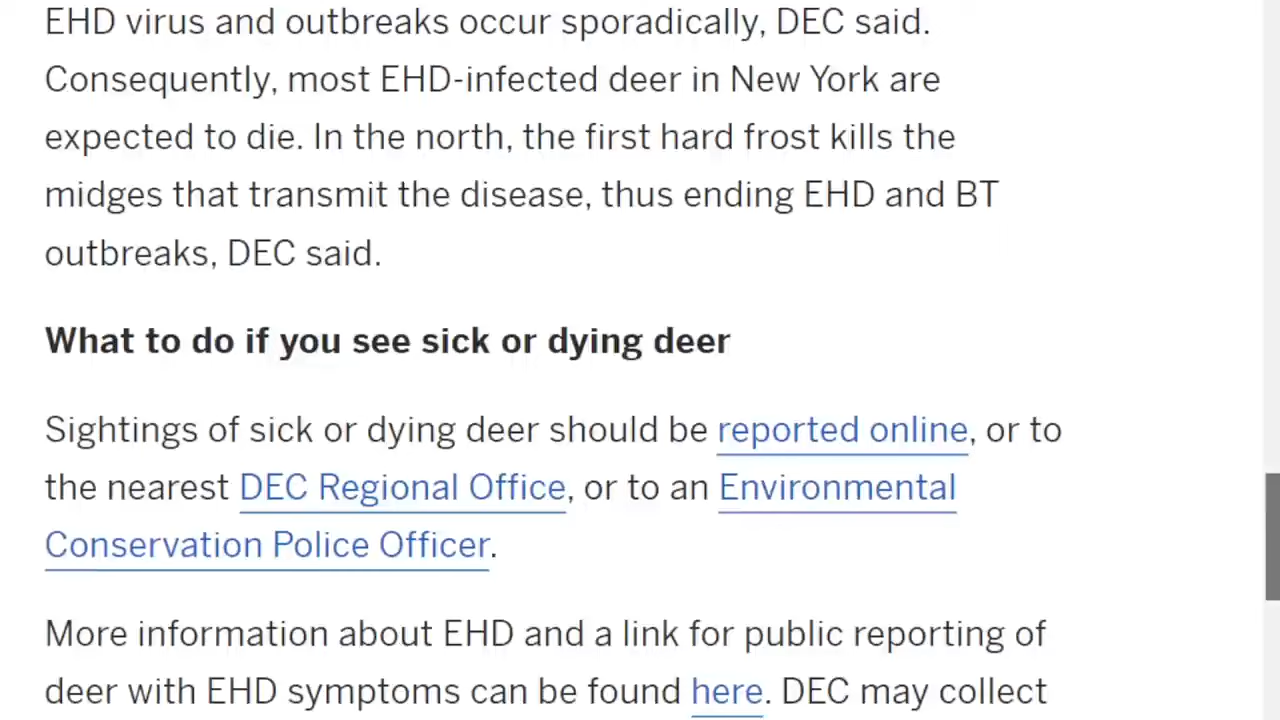 EHD virus and outbreaks occur sporadically, DEC said.
Consequently, most EHD-infected deer in New York are
expected to die. In the north, the first hard frost kills the
midges that transmit the disease, thus ending EHD and BT
outbreaks, DEC said.
What to do if you see sick or dying deer
Sightings of sick or dying deer should be reported online, or to
the nearest DEC Regional Office, or to an Environmental
Conservation Police Officer.
More information about EHD and a link for public reporting of
deer with EHD symptoms can be found here. DEC may collect